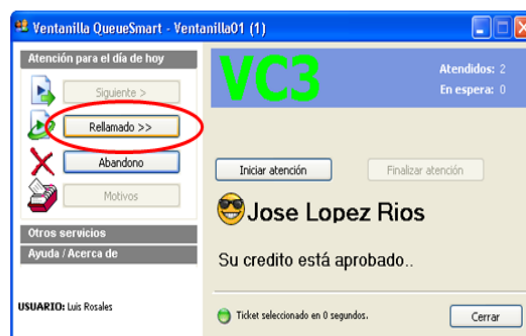 Ventanilla QueueSmart - Ventanilla01 (1)
Atención para el día de hoy
Siguiente >
Rellamado >>
Abandono
Motivos
Otros servicios
Ayuda / Acerca de
USUARIO: Luis Rosales
VC3
Atendidos: 2
En espera: 0
Iniciar atención
Finalizar atención
Jose Lopez Rios
Su credito está aprobado..
Ticket seleccionado en 0 segundos.
Cerrar